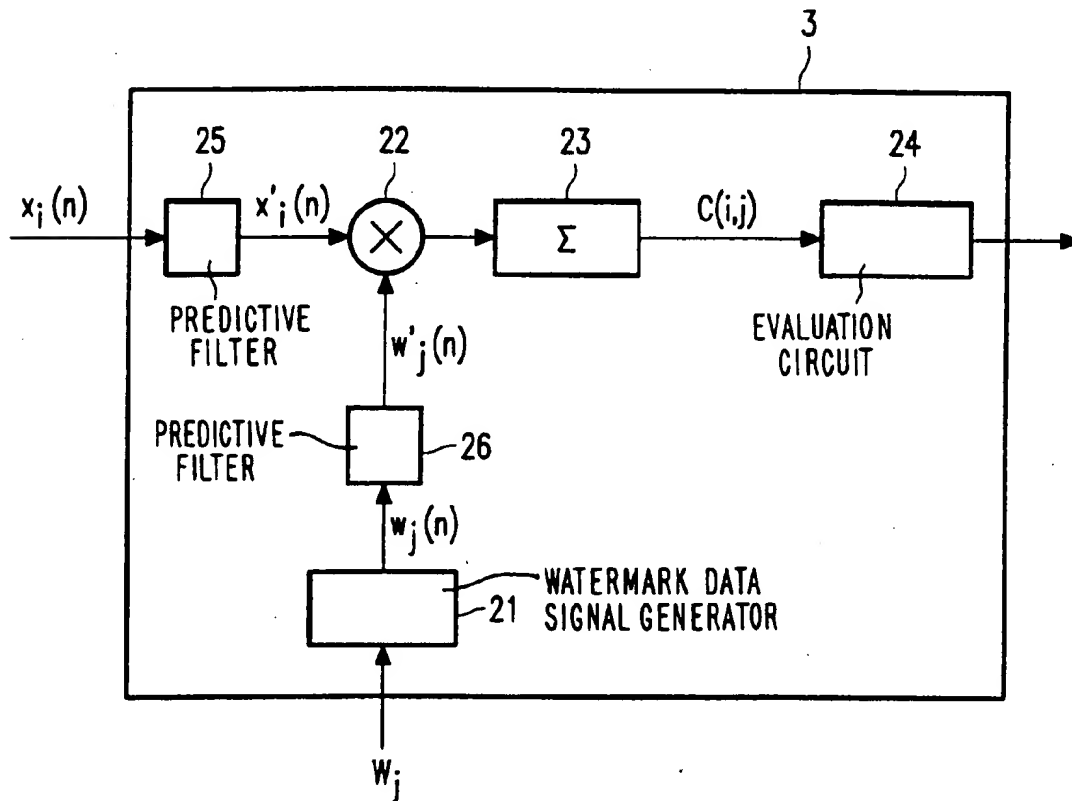 3
25
22
23
24
x_i(n)
x'_i(n)
×
Σ
C(i,j)
PREDICTIVE
FILTER
EVALUATION
CIRCUIT
w'_j(n)
PREDICTIVE
FILTER
26
w_j(n)
WATERMARK DATA
21 SIGNAL GENERATOR
W_j